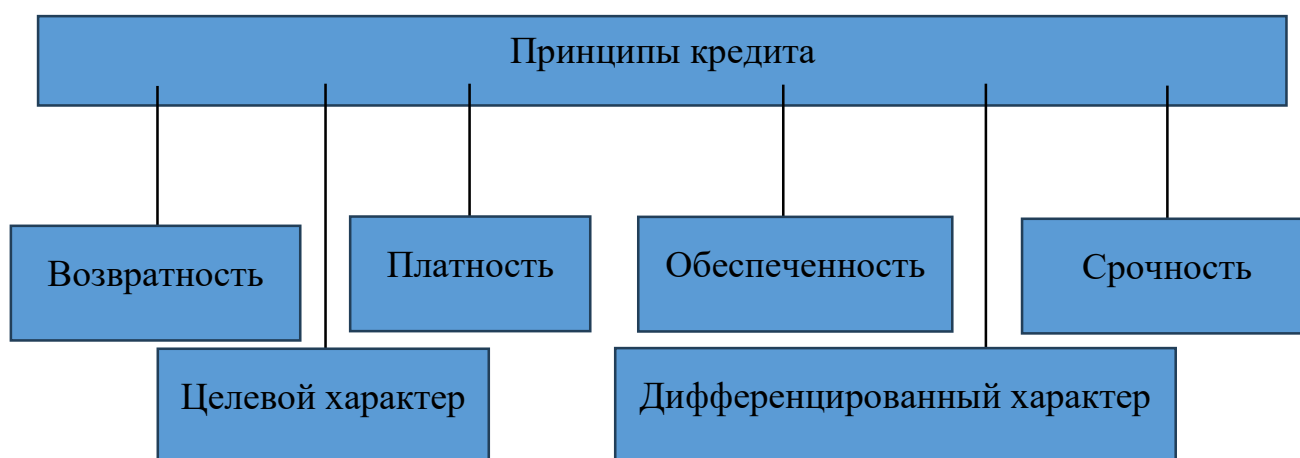 Принципы кредита
Возвратность
Платность
Обеспеченность
Срочность
Целевой характер
Дифференцированный характер